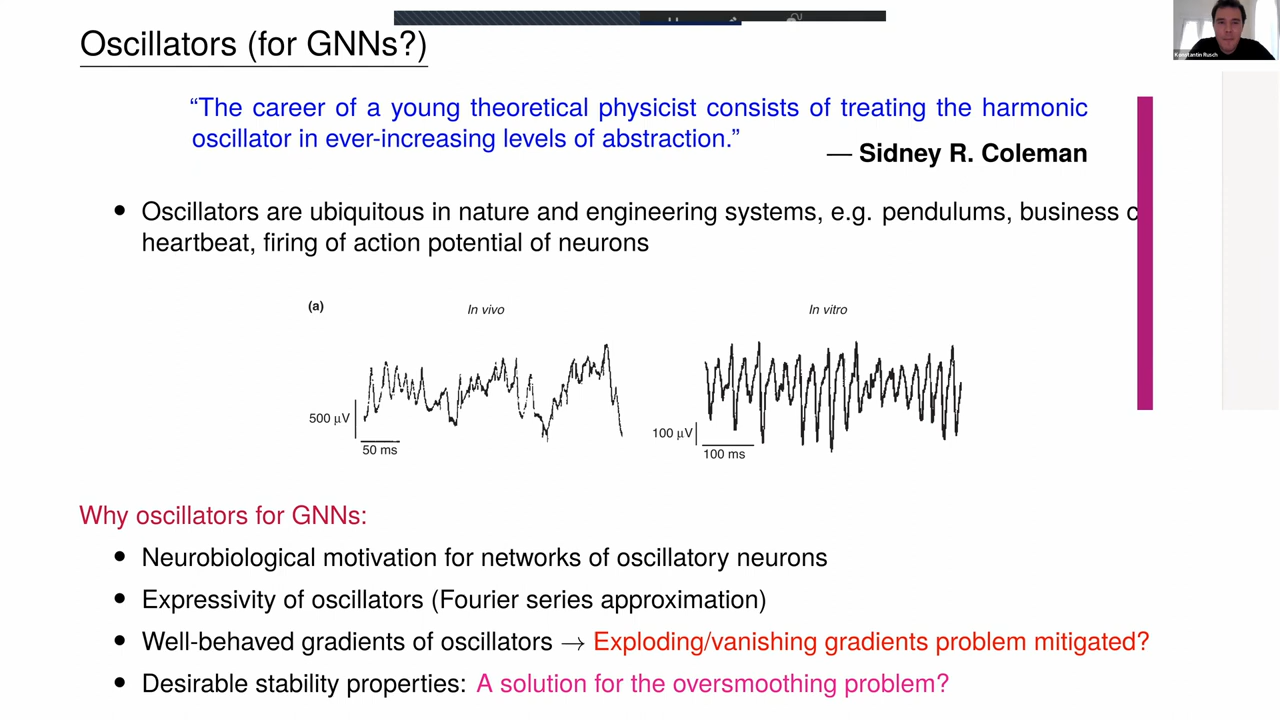 Oscillators (for GNNs?)
Konstantin Rusch
“The career of a young theoretical physicist consists of treating the harmonic
oscillator in ever-increasing levels of abstraction.”
— Sidney R. Coleman
• Oscillators are ubiquitous in nature and engineering systems, e.g. pendulums, business c
heartbeat, firing of action potential of neurons
(a)
In vivo
In vitro
500 μV
50 ms
100 μV
100 ms
Why oscillators for GNNs:
• Neurobiological motivation for networks of oscillatory neurons
• Expressivity of oscillators (Fourier series approximation)
• Well-behaved gradients of oscillators → Exploding/vanishing gradients problem mitigated?
• Desirable stability properties: A solution for the oversmoothing problem?